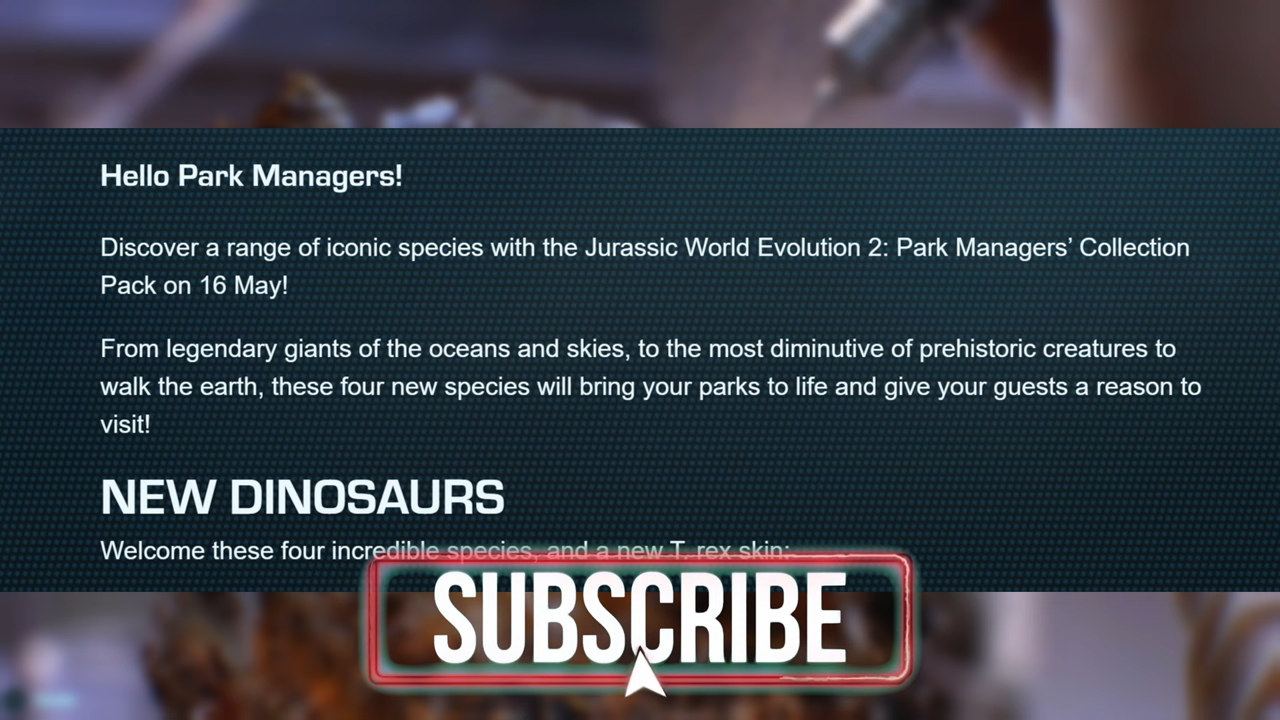 Hello Park Managers!
Discover a range of iconic species with the Jurassic World Evolution 2: Park Managers’ Collection
Pack on 16 May!
From legendary giants of the oceans and skies, to the most diminutive of prehistoric creatures to
walk the earth, these four new species will bring your parks to life and give your guests a reason to
visit!
NEW DINOSAURS
Welcome these four incredible species, and a new T. rex skin:
SUBSCRIBE